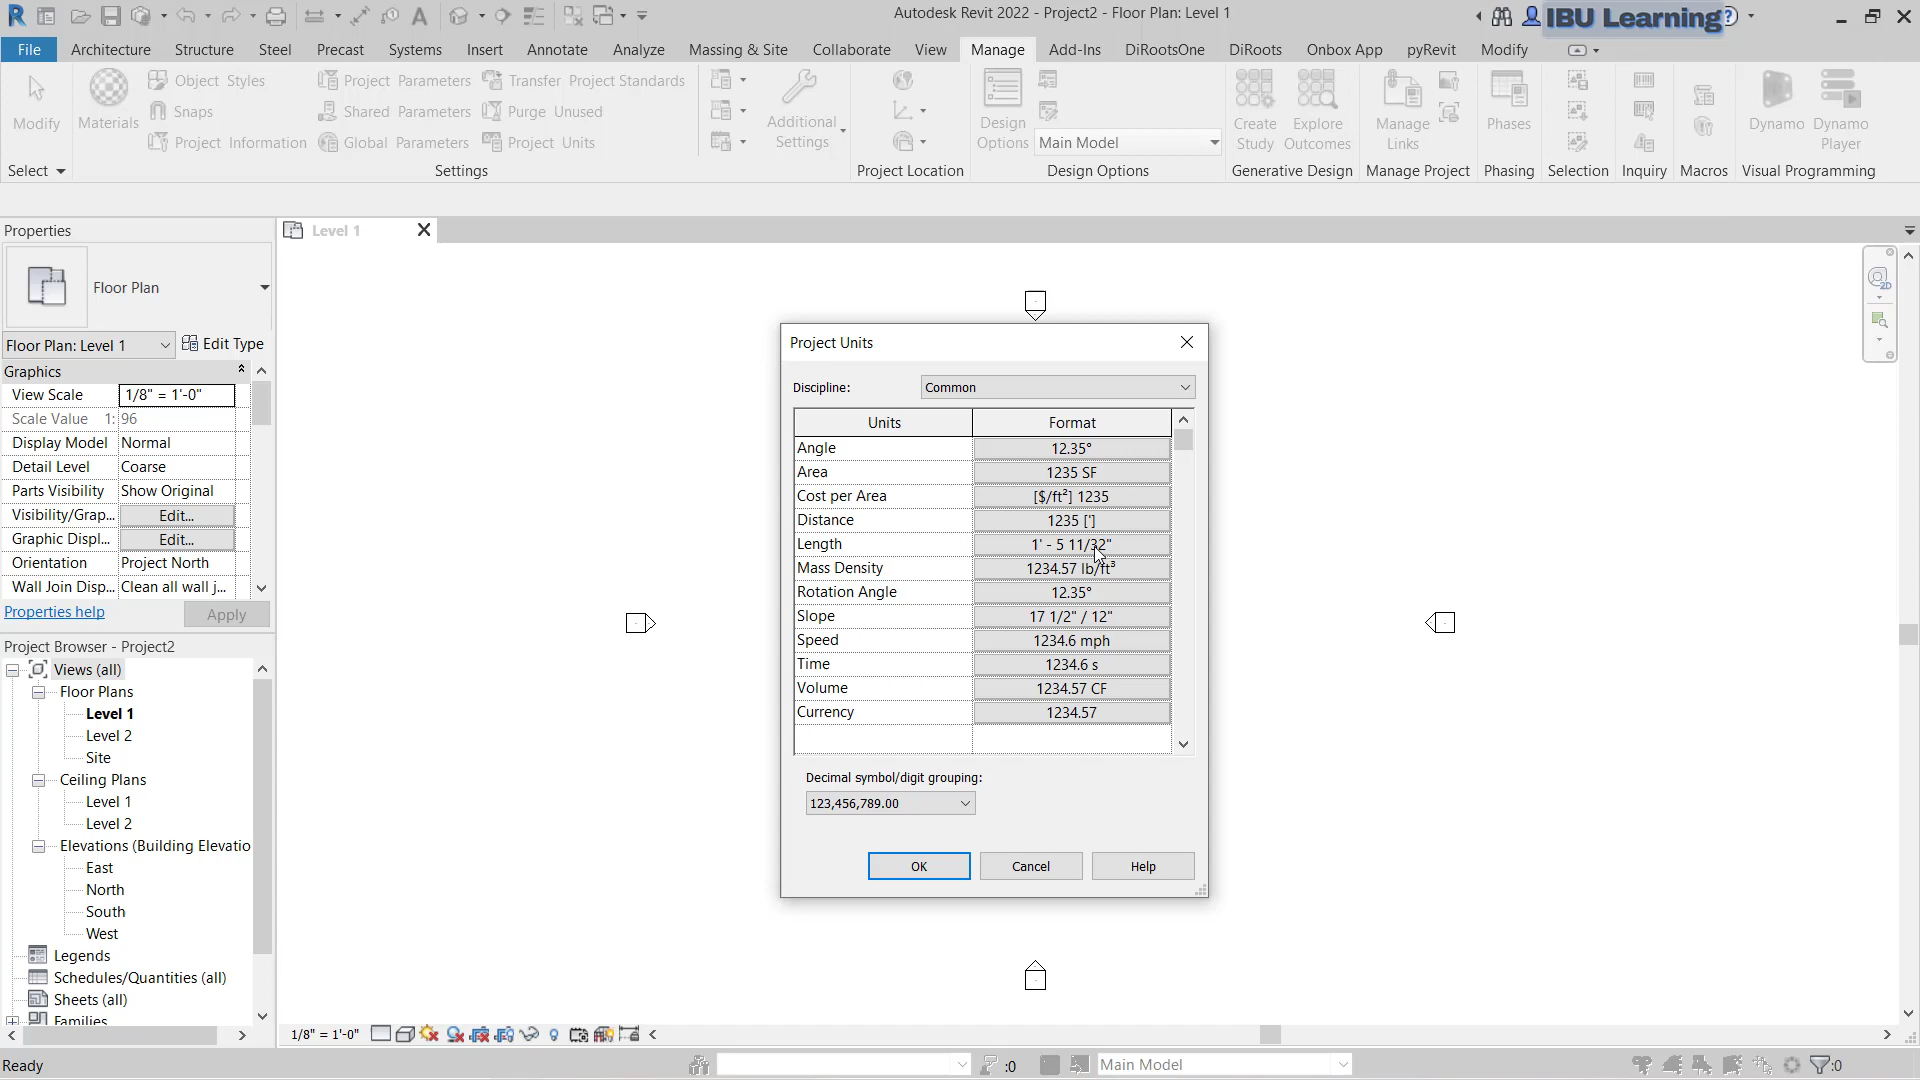 Autodesk Revit 2022 - Project2 - Floor Plan: Level 1
IBU Learning
File Architecture Structure Steel Precast Systems Insert Annotate Analyze Massing & Site Collaborate View Manage Add-Ins DiRootsOne DiRoots Onbox App pyRevit Modify
Modify
Materials
Object Styles
Snaps
Project Information
Project Parameters
Shared Parameters
Global Parameters
Transfer Project Standards
Purge Unused
Project Units
Additional
Settings
Design
Options
Main Model
Create
Study
Explore
Outcomes
Manage
Links
Phases
Dynamo
Dynamo
Player
Select Settings Project Location Design Options Generative Design Manage Project Phasing Selection Inquiry Macros Visual Programming
Properties
Level 1
Floor Plan
Floor Plan: Level 1 Edit Type
Graphics
View Scale 1/8" = 1'-0"
Scale Value 1: 96
Display Model Normal
Detail Level Coarse
Parts Visibility Show Original
Visibility/Grap... Edit...
Graphic Displ... Edit...
Orientation Project North
Wall Join Disp... Clean all wall j...
Properties help Apply
Project Browser - Project2
Views (all)
Floor Plans
Level 1
Level 2
Site
Ceiling Plans
Level 1
Level 2
Elevations (Building Elevatio
East
North
South
West
Legends
Schedules/Quantities (all)
Sheets (all)
Families
Project Units
Discipline: Common
Units Format
Angle 12.35°
Area 1235 SF
Cost per Area [$/ft²] 1235
Distance 1235 [']
Length 1' - 5 11/32"
Mass Density 1234.57 lb/ft³
Rotation Angle 12.35°
Slope 17 1/2" / 12"
Speed 1234.6 mph
Time 1234.6 s
Volume 1234.57 CF
Currency 1234.57
Decimal symbol/digit grouping:
123,456,789.00
OK Cancel Help
2D
1/8" = 1'-0"
Ready
:0
Main Model
:0